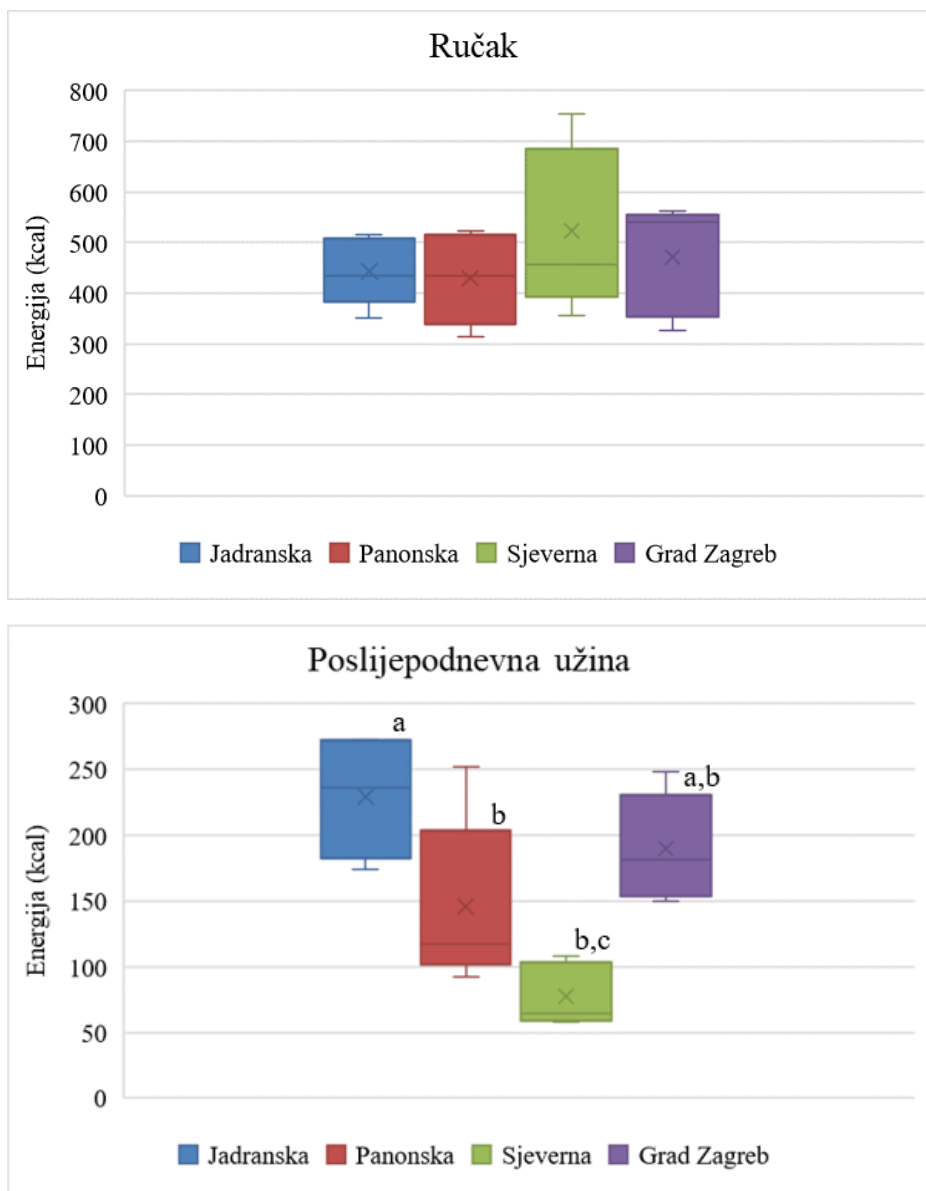 Ručak
800
700
600
500
400
300
200
100
0
Energija (kcal)
Jadranska Panonska Sjeverna Grad Zagreb
Poslijepodnevna užina
300
250
200
150
100
50
0
Energija (kcal)
a
b
b,c
a,b
Jadranska Panonska Sjeverna Grad Zagreb